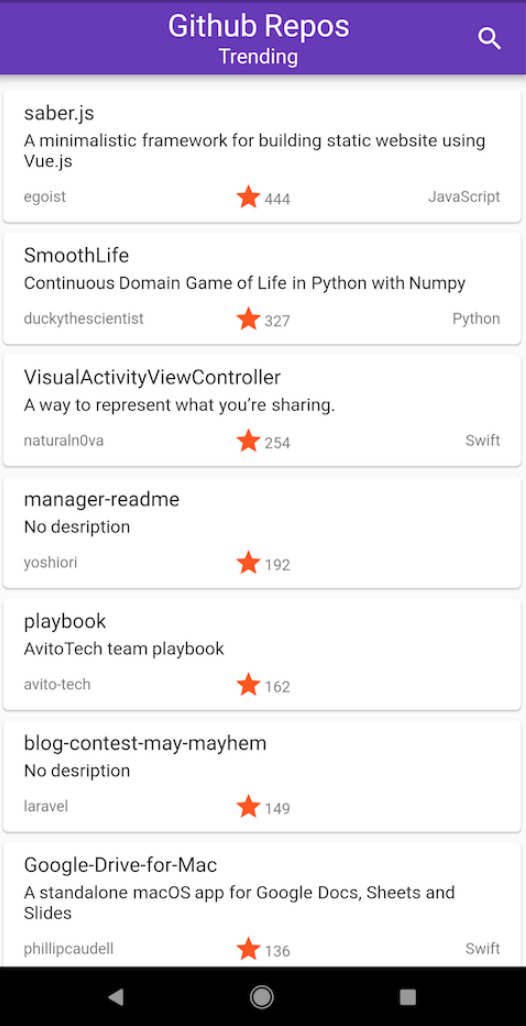 Github Repos
Trending
saber.js
A minimalistic framework for building static website using
Vue.js
egoist 444 JavaScript
SmoothLife
Continuous Domain Game of Life in Python with Numpy
duckythescientist 327 Python
VisualActivityViewController
A way to represent what you’re sharing.
naturaln0va 254 Swift
manager-readme
No desription
yoshiori 192
playbook
AvitoTech team playbook
avito-tech 162
blog-contest-may-mayhem
No desription
laravel 149
Google-Drive-for-Mac
A standalone macOS app for Google Docs, Sheets and
Slides
phillipcaudell 136 Swift